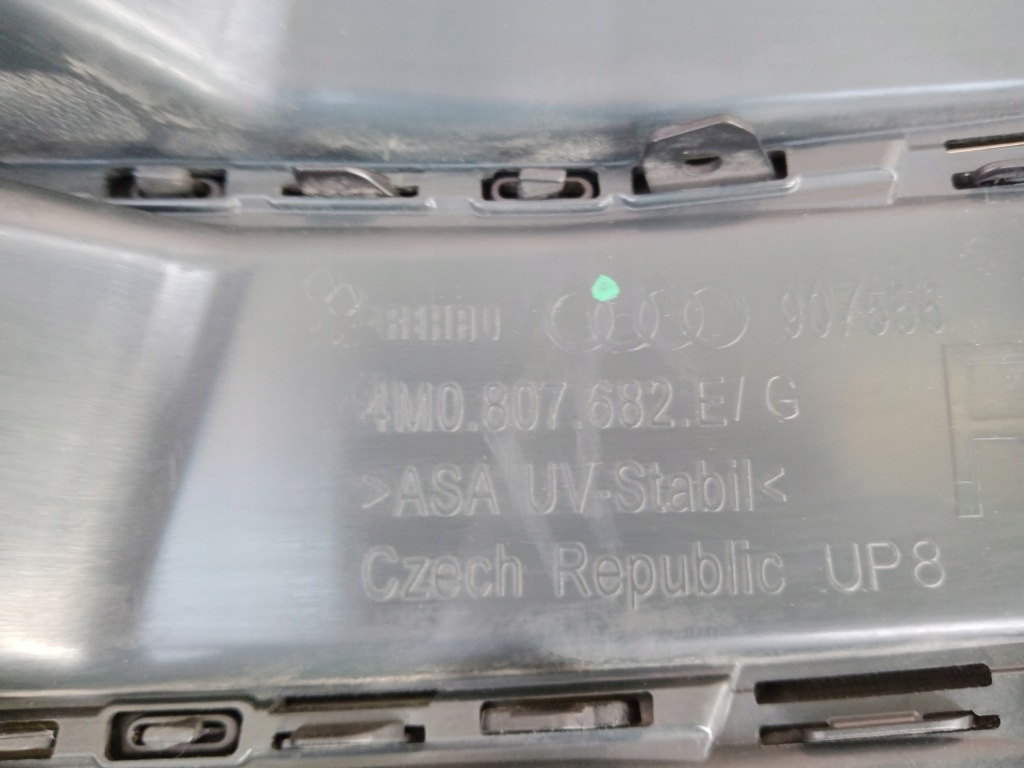 REHAU
4M0.807.682.E/G
>ASA UV-Stabil<
Czech Republic UP8